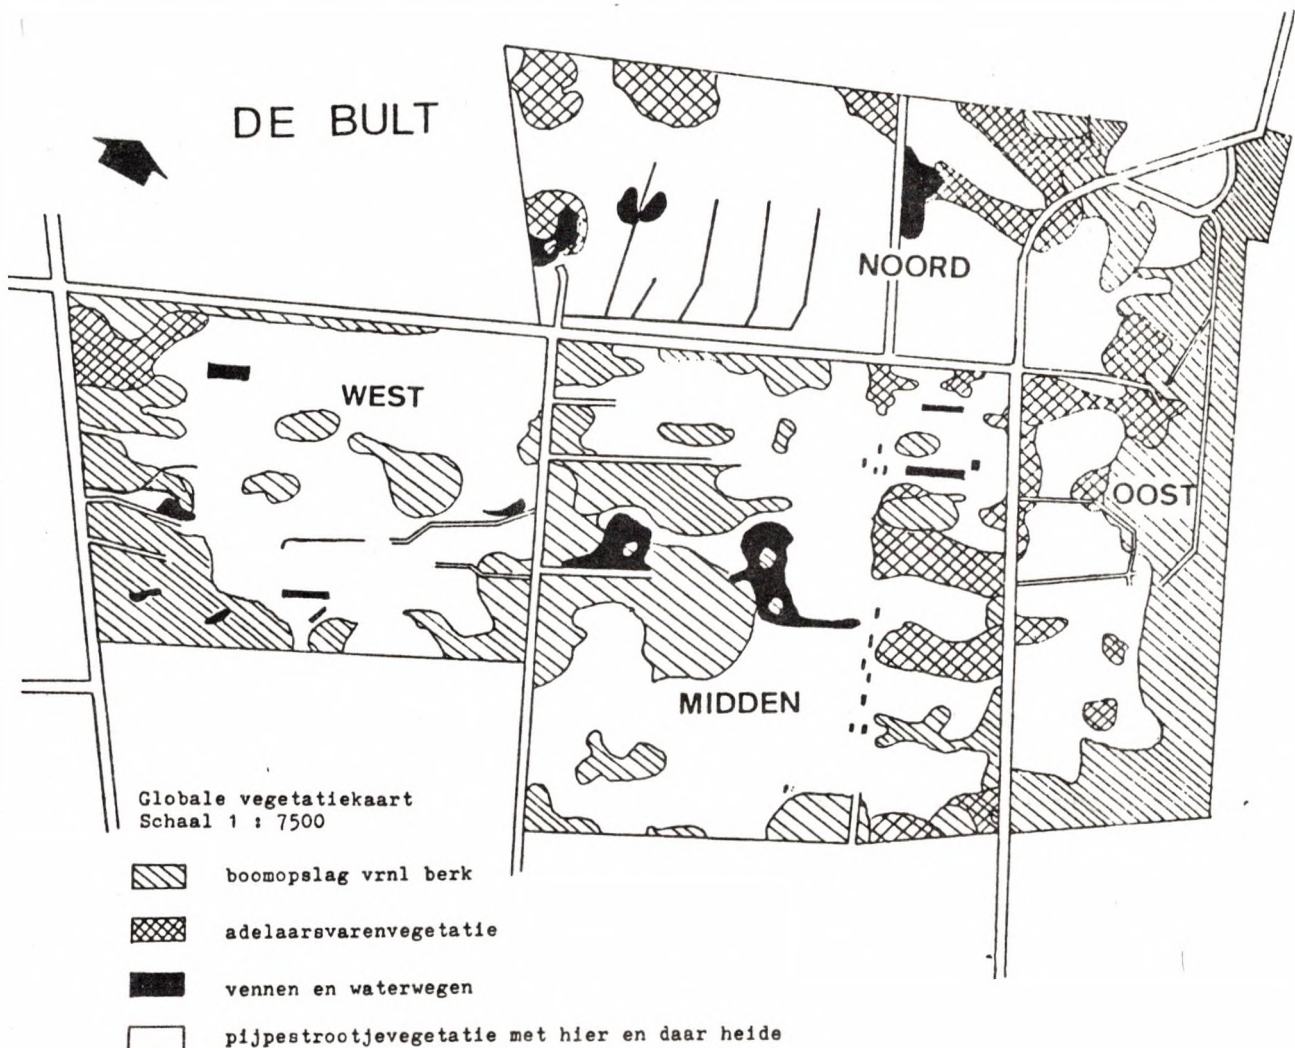 DE BULT
NOORD
WEST
OOST
MIDDEN
Globale vegetatiekaart
Schaal 1 : 7500
boomopslag vrnl berk
adelaarsvarenvegetatie
vennen en waterwegen
pijpestrootjevegetatie met hier en daar heide